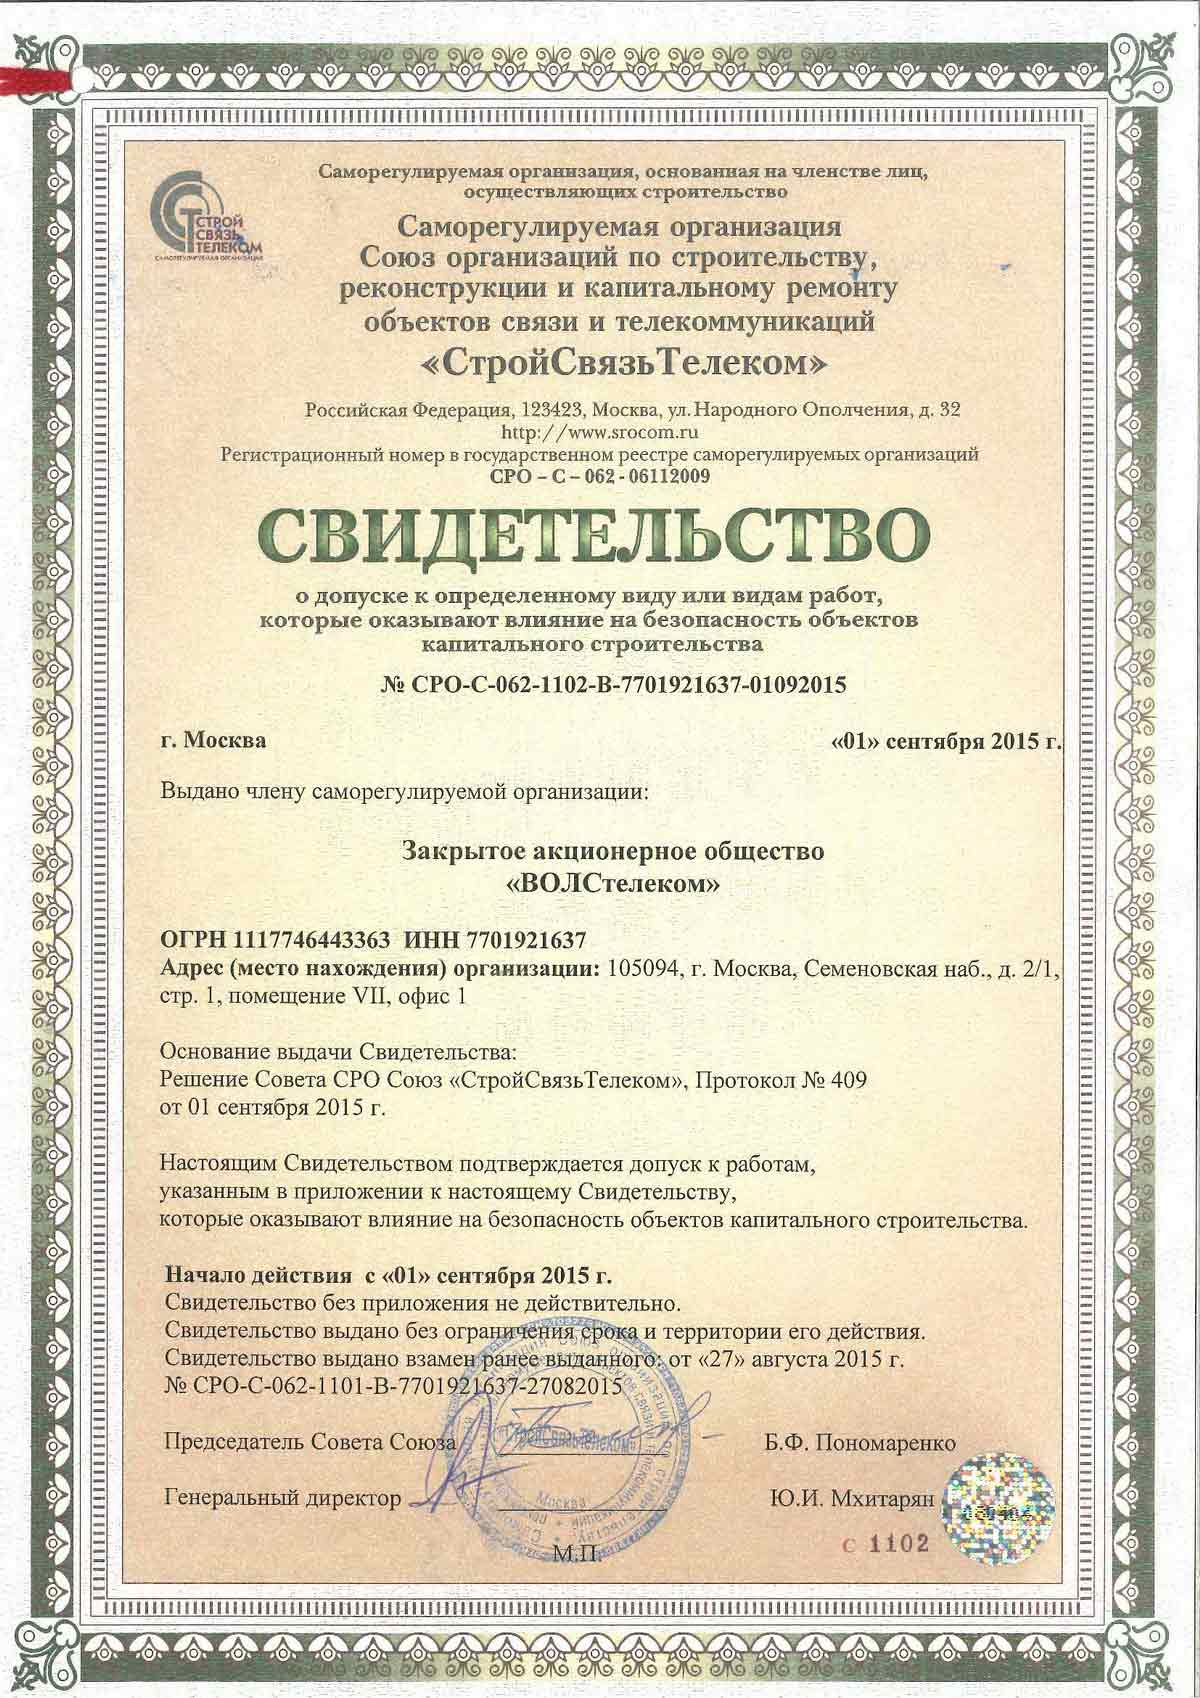 СТРОЙ
СВЯЗЬ
ТЕЛЕКОМ
САМОРЕГУЛИРУЕМАЯ ОРГАНИЗАЦИЯ
Саморегулируемая организация, основанная на членстве лиц,
осуществляющих строительство
Саморегулируемая организация
Союз организаций по строительству,
реконструкции и капитальному ремонту
объектов связи и телекоммуникаций
«СтройСвязьТелеком»
Российская Федерация, 123423, Москва, ул. Народного Ополчения, д. 32
http://www.srocom.ru
Регистрационный номер в государственном реестре саморегулируемых организаций
СРО – С – 062 - 06112009
СВИДЕТЕЛЬСТВО
о допуске к определенному виду или видам работ,
которые оказывают влияние на безопасность объектов
капитального строительства
№ СРО-С-062-1102-В-7701921637-01092015
г. Москва «01» сентября 2015 г.
Выдано члену саморегулируемой организации:
Закрытое акционерное общество
«ВОЛСтелеком»
ОГРН 1117746443363 ИНН 7701921637
Адрес (место нахождения) организации: 105094, г. Москва, Семеновская наб., д. 2/1,
стр. 1, помещение VII, офис 1
Основание выдачи Свидетельства:
Решение Совета СРО Союз «СтройСвязьТелеком», Протокол № 409
от 01 сентября 2015 г.
Настоящим Свидетельством подтверждается допуск к работам,
указанным в приложении к настоящему Свидетельству,
которые оказывают влияние на безопасность объектов капитального строительства.
Начало действия с «01» сентября 2015 г.
Свидетельство без приложения не действительно.
Свидетельство выдано без ограничения срока и территории его действия.
Свидетельство выдано взамен ранее выданного: от «27» августа 2015 г.
№ СРО-С-062-1101-В-7701921637-27082015
Председатель Совета Союза Б.Ф. Пономаренко
"СтройСвязьТелеком"
Генеральный директор Ю.И. Мхитарян
Москва
С 1102
М.П.